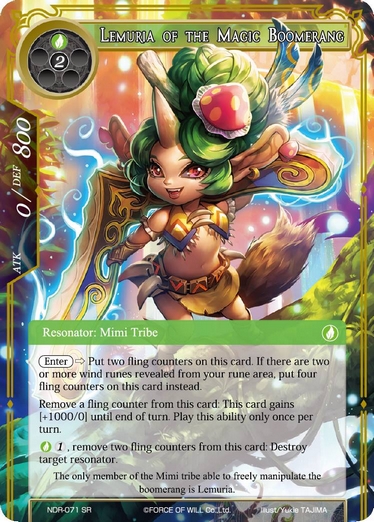 Lemuria of the Magic Boomerang
2
ATK 0 / DEF 800
Resonator: Mimi Tribe
Enter ⇨ Put two fling counters on this card. If there are two
or more wind runes revealed from your rune area, put four
fling counters on this card instead.
Remove a fling counter from this card: This card gains
[+1000/0] until end of turn. Play this ability only once per
turn.
1, remove two fling counters from this card: Destroy
target resonator.
The only member of the Mimi tribe able to freely manipulate the
boomerang is Lemuria.
NDR-071 SR
©FORCE OF WILL Co.,Ltd.
Illust/Yukie TAJIMA